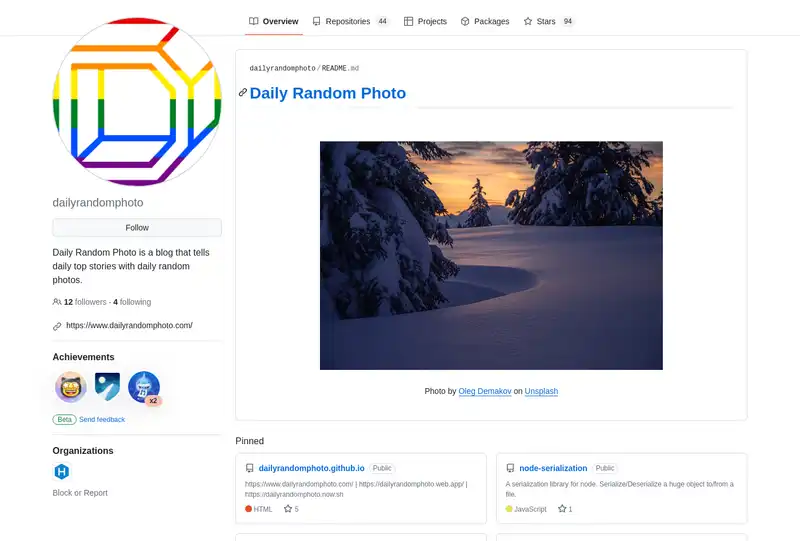 Overview
Repositories 44
Projects
Packages
Stars 94
dailyrandomphoto
Follow
Daily Random Photo is a blog that tells
daily top stories with daily random
photos.
12 followers · 4 following
https://www.dailyrandomphoto.com/
Achievements
x2
Beta Send feedback
Organizations
H
Block or Report
dailyrandomphoto/README.md
Daily Random Photo
Photo by Oleg Demakov on Unsplash
Pinned
dailyrandomphoto.github.io Public
https://www.dailyrandomphoto.com/ | https://dailyrandomphoto.web.app/ |
https://dailyrandomphoto.now.sh
HTML 5
node-serialization Public
A serialization library for node. Serialize/Deserialize a huge object to/from a
file.
JavaScript 1